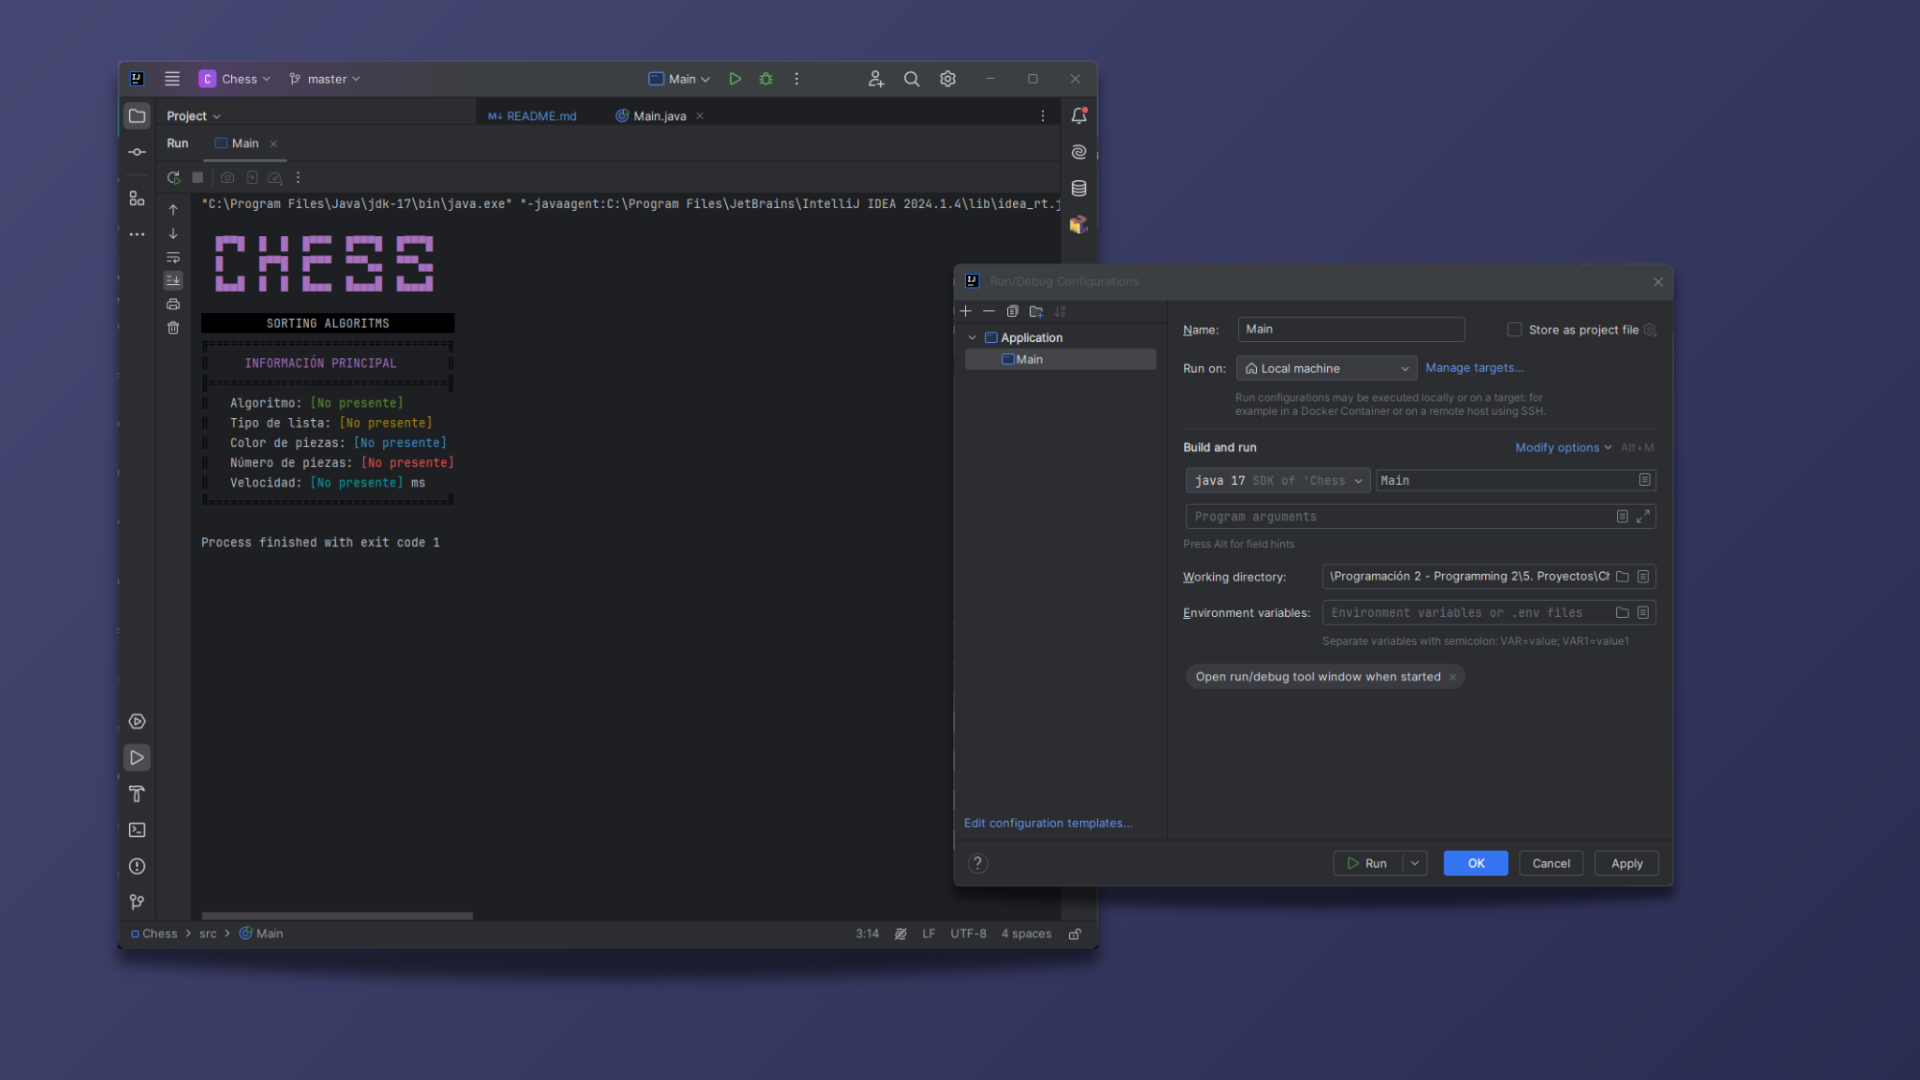 C Chess master Main
Project
README.md
Main.java
Run Main
"C:\Program Files\Java\jdk-17\bin\java.exe" "-javaagent:C:\Program Files\JetBrains\IntelliJ IDEA 2024.1.4\lib\idea_rt.j
CHESS
SORTING ALGORITMS
INFORMACIÓN PRINCIPAL
Algoritmo: [No presente]
Tipo de lista: [No presente]
Color de piezas: [No presente]
Número de piezas: [No presente]
Velocidad: [No presente] ms
Process finished with exit code 1
Chess > src > Main
3:14 LF UTF-8 4 spaces
Run/Debug Configurations
Application
Main
Edit configuration templates...
Name: Main
Store as project file
Run on: Local machine
Manage targets...
Run configurations may be executed locally or on a target: for
example in a Docker Container or on a remote host using SSH.
Build and run
Modify options Alt+M
java 17 SDK of 'Chess
Main
Program arguments
Press Alt for field hints
Working directory: \Programación 2 - Programming 2\5. Proyectos\Ch
Environment variables: Environment variables or .env files
Separate variables with semicolon: VAR=value; VAR1=value1
Open run/debug tool window when started
? Run OK Cancel Apply